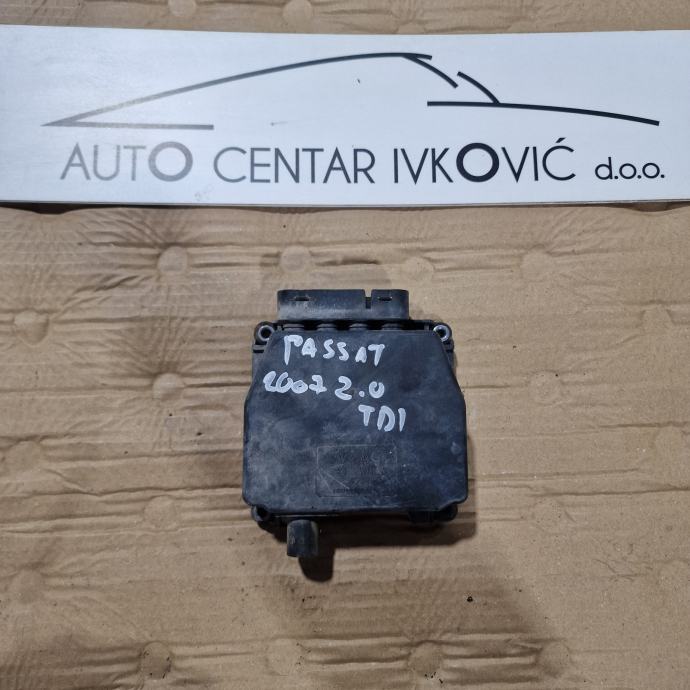 AUTO CENTAR IVKOVIĆ d.o.o.
PASSAT
2007 2.0
TDI